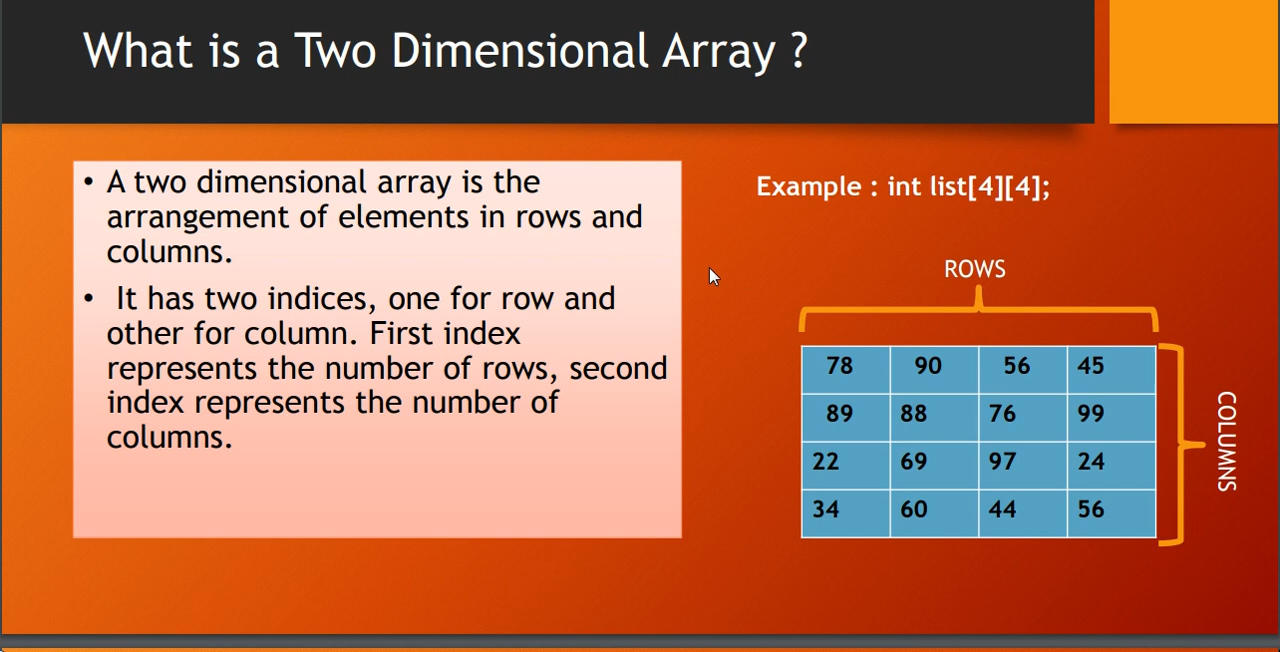 What is a Two Dimensional Array ?
• A two dimensional array is the
arrangement of elements in rows and
columns.
• It has two indices, one for row and
other for column. First index
represents the number of rows, second
index represents the number of
columns.
Example : int list[4][4];
ROWS
78 90 56 45
89 88 76 99
22 69 97 24
34 60 44 56
COLUMNS